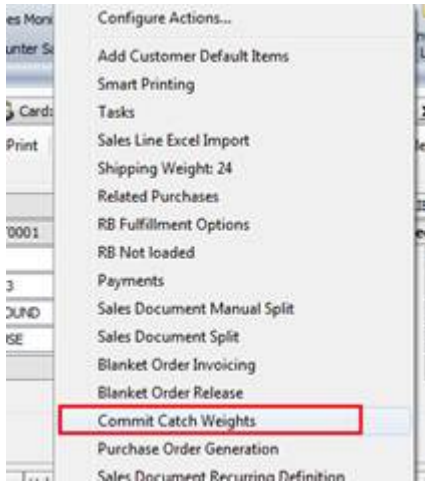 Configure Actions...
Add Customer Default Items
Smart Printing
Card:
Tasks
Print
Sales Line Excel Import
Shipping Weight: 24
Related Purchases
RB Fulfillment Options
0001
RB Not loaded
Payments
3
Sales Document Manual Split
OUND
Sales Document Split
Blanket Order Invoicing
Blanket Order Release
Commit Catch Weights
Purchase Order Generation
Sales Document Recurring Definition